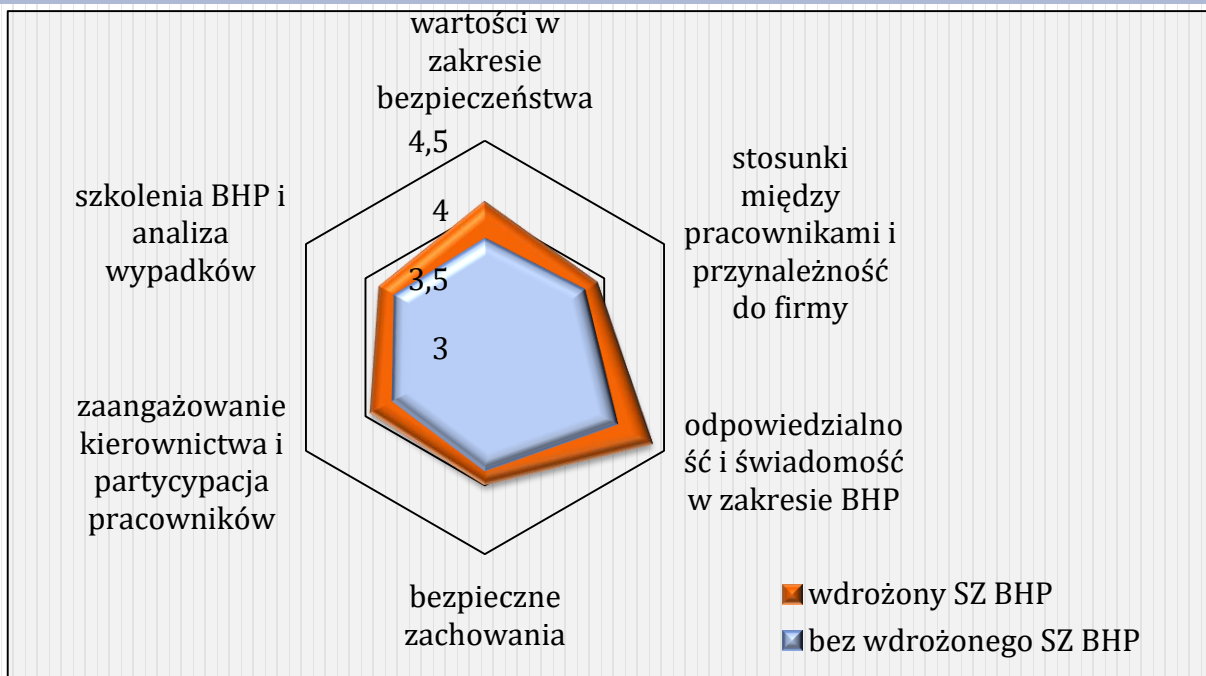 wartości w
zakresie
bezpieczeństwa
4,5
4
3,5
3
stosunki
między
pracownikami i
przynależność
do firmy
odpowiedzialno
ść i świadomość
w zakresie BHP
bezpieczne
zachowania
zaangażowanie
kierownictwa i
partycypacja
pracowników
szkolenia BHP i
analiza
wypadków
wdrożony SZ BHP
bez wdrożonego SZ BHP